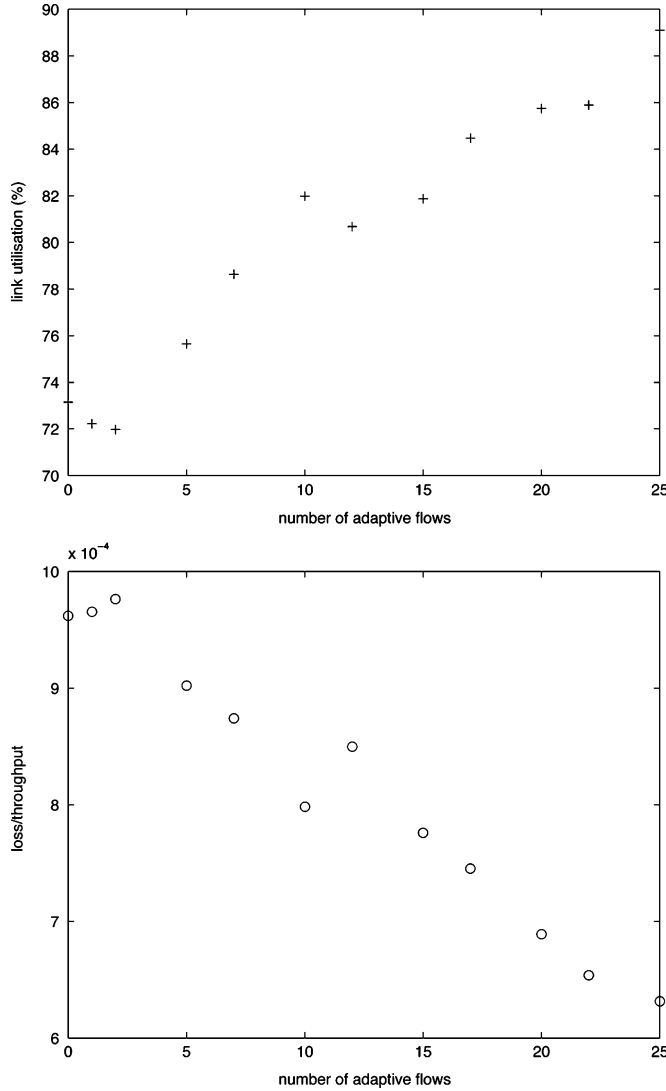 90
88
86
84
82
80
78
76
74
72
70
link utilisation (%)
0 5 10 15 20 25
number of adaptive flows
x 10⁻⁴
10
9
8
7
6
loss/throughput
0 5 10 15 20 25
number of adaptive flows